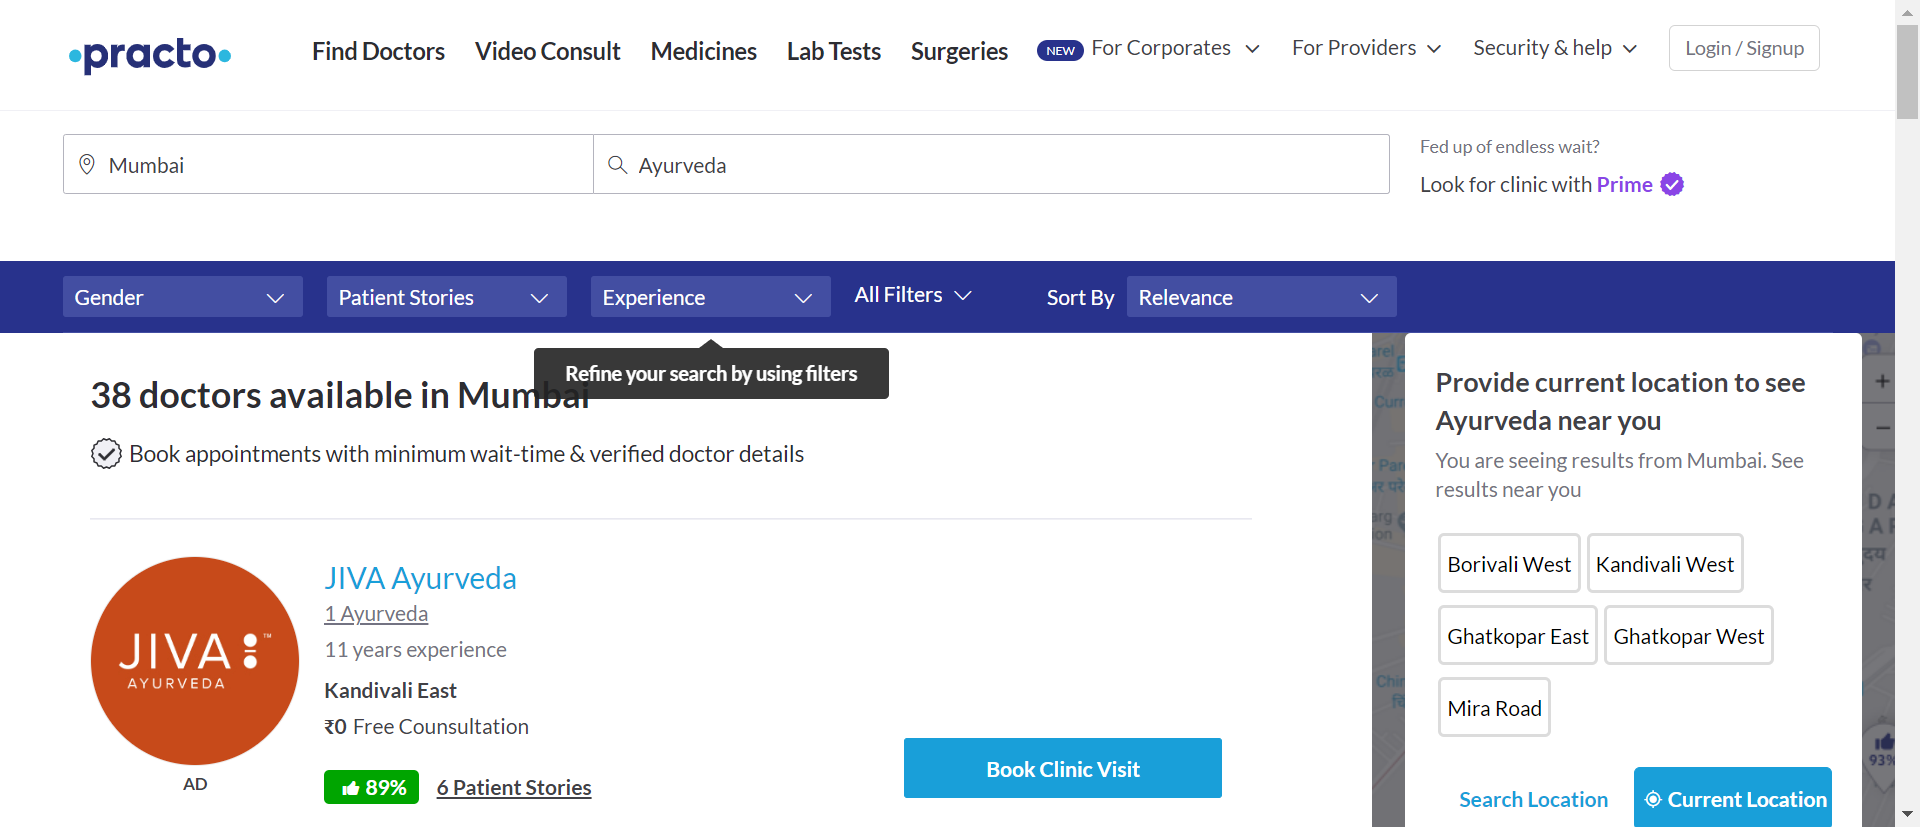 practo
Find Doctors
Video Consult
Medicines
Lab Tests
Surgeries
NEW
For Corporates
For Providers
Security & help
Login / Signup
Mumbai
Ayurveda
Fed up of endless wait?
Look for clinic with Prime
Gender
Patient Stories
Experience
All Filters
Sort By
Relevance
Refine your search by using filters
38 doctors available in Mumbai
Book appointments with minimum wait-time & verified doctor details
JIVA
TM
AYURVEDA
AD
JIVA Ayurveda
1 Ayurveda
11 years experience
Kandivali East
₹0 Free Counsultation
89%
6 Patient Stories
Book Clinic Visit
Provide current location to see
Ayurveda near you
You are seeing results from Mumbai. See
results near you
Borivali West
Kandivali West
Ghatkopar East
Ghatkopar West
Mira Road
Search Location
Current Location
+
−
93%